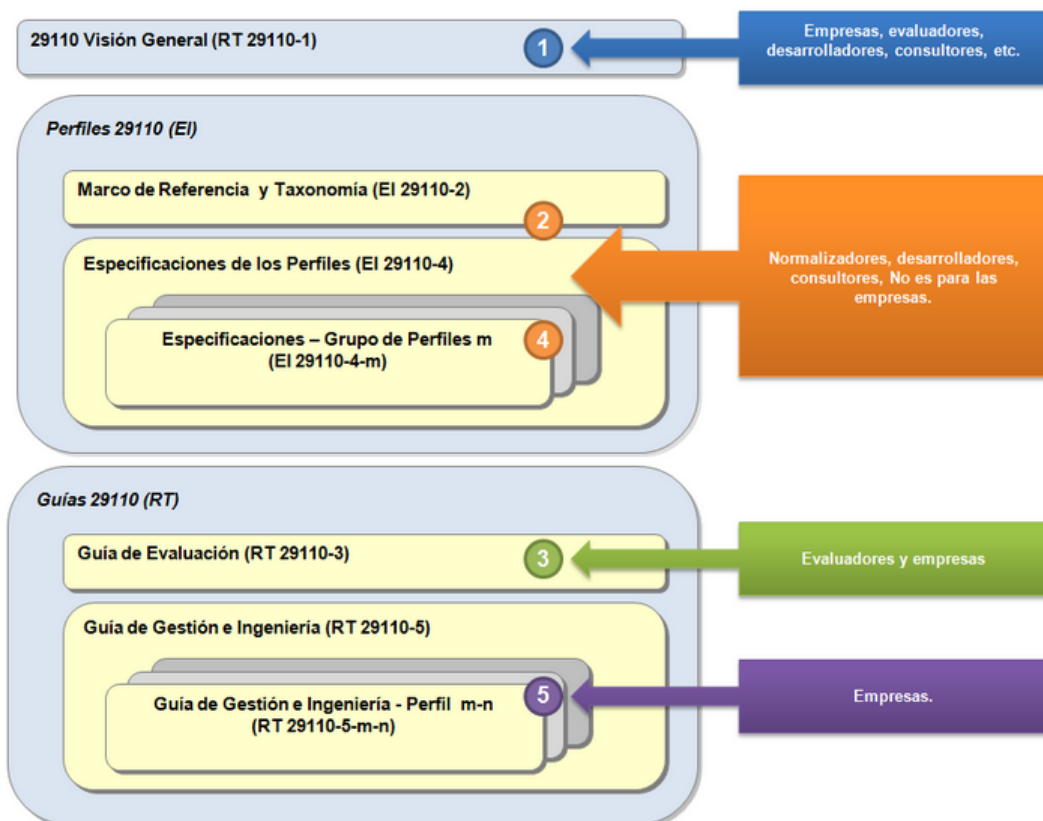 29110 Visión General (RT 29110-1)
1
Empresas, evaluadores,
desarrolladores, consultores, etc.
Perfiles 29110 (EI)
Marco de Referencia y Taxonomía (EI 29110-2)
2
Especificaciones de los Perfiles (EI 29110-4)
Especificaciones – Grupo de Perfiles m
(EI 29110-4-m)
4
Normalizadores, desarrolladores,
consultores, No es para las
empresas.
Guías 29110 (RT)
Guía de Evaluación (RT 29110-3)
3
Evaluadores y empresas
Guía de Gestión e Ingeniería (RT 29110-5)
Guía de Gestión e Ingeniería - Perfil m-n
(RT 29110-5-m-n)
5
Empresas.